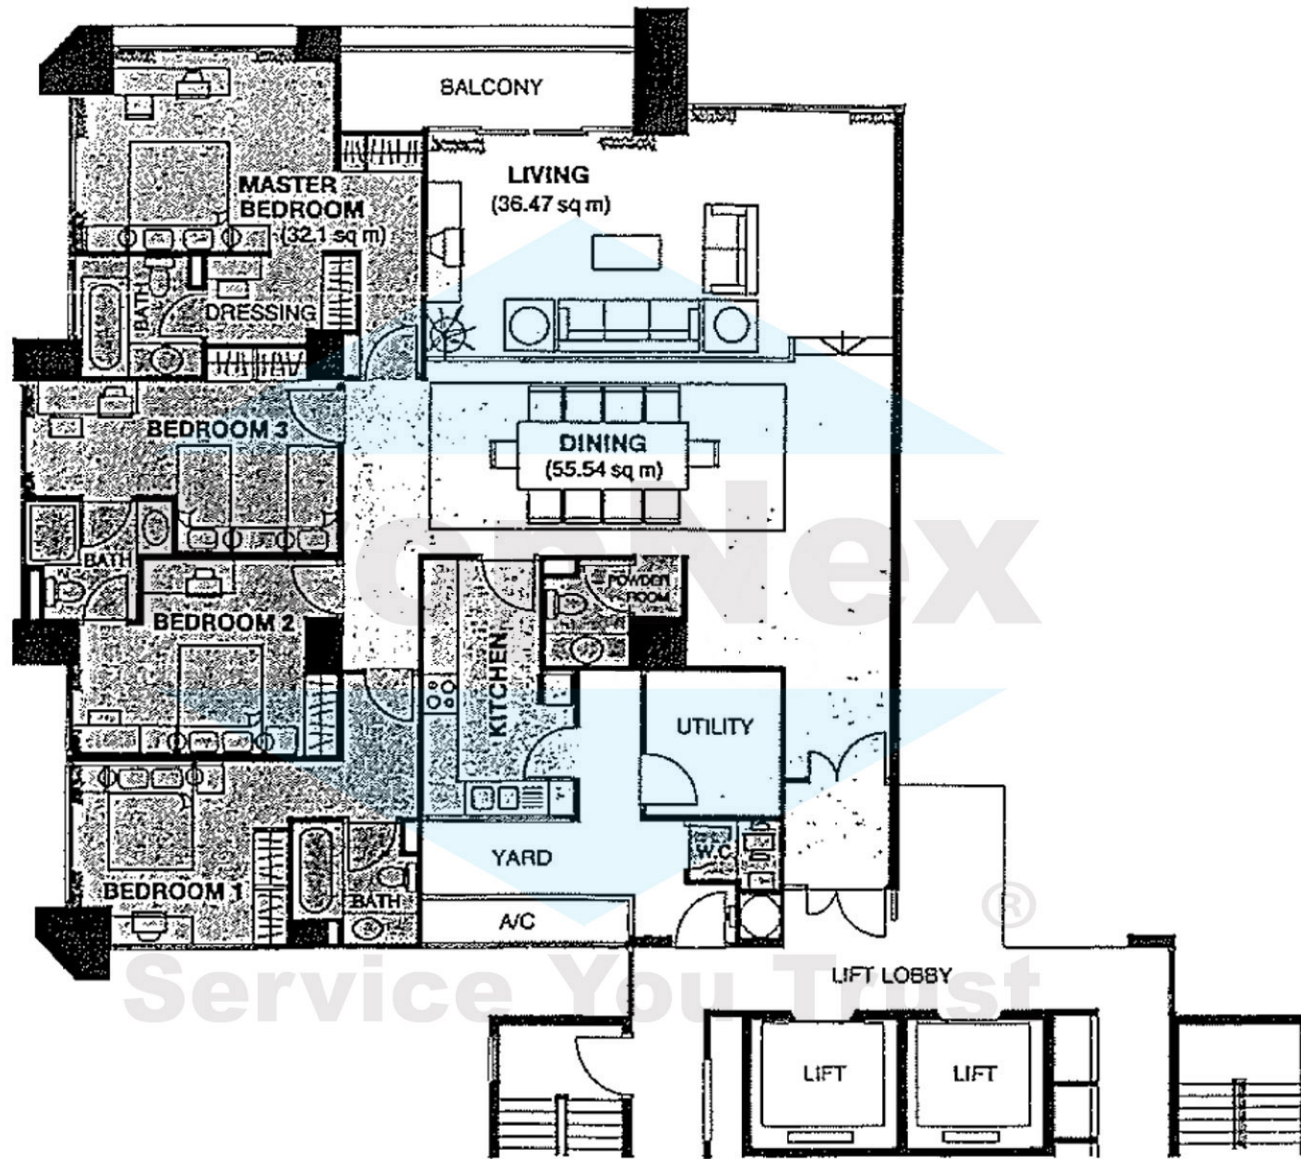 BALCONY
LIVING
(36.47 sq m)
MASTER
BEDROOM
(32.1 sq m)
BATH
DRESSING
BEDROOM 3
DINING
(55.54 sq m)
BATH
POWDER
ROOM
BEDROOM 2
KITCHEN
UTILITY
YARD
W.C
BEDROOM 1
BATH
A/C
®
Service You Trust
LIFT LOBBY
LIFT
LIFT